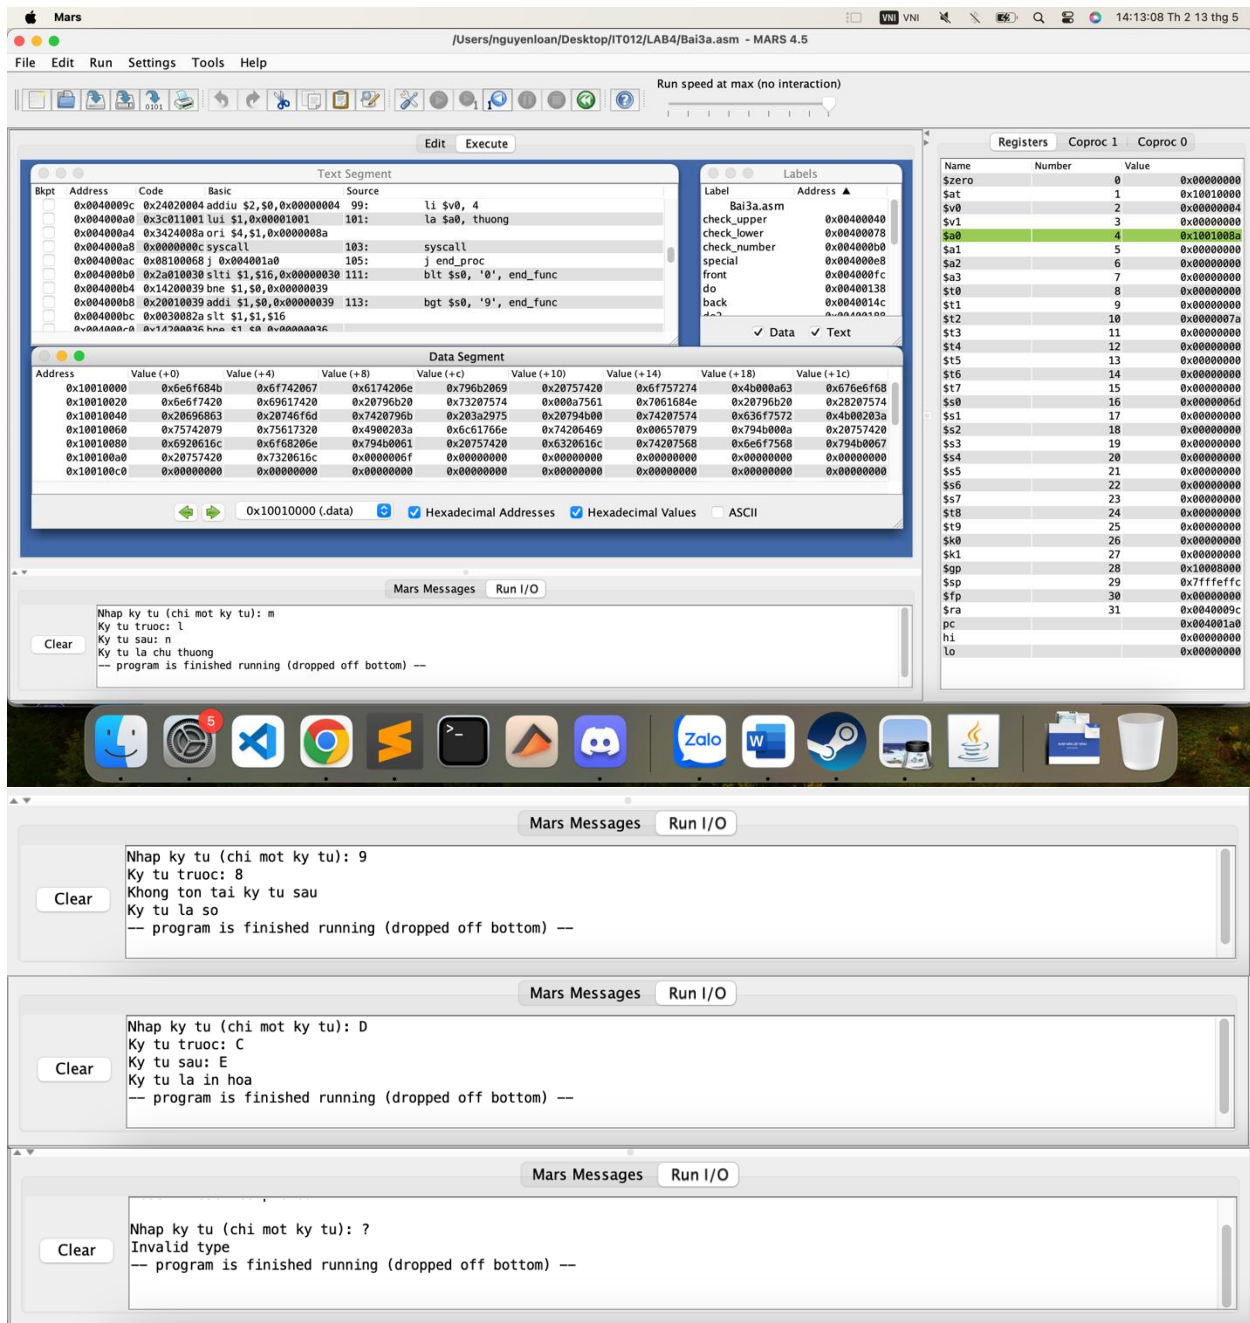 Mars VNI VNI 14:13:08 Th 2 13 thg 5
/Users/nguyenloan/Desktop/IT012/LAB4/Bai3a.asm - MARS 4.5
File Edit Run Settings Tools Help
Run speed at max (no interaction)
Edit Execute
Text Segment
Bkpt Address Code Basic Source
0x0040009c 0x24020004 addiu $2,$0,0x00000004 99: li $v0, 4
0x004000a0 0x3c011001 lui $1,0x00001001 101: la $a0, thuong
0x004000a4 0x3424008a ori $4,$1,0x0000008a
0x004000a8 0x0000000c syscall 103: syscall
0x004000ac 0x08100068 j 0x004001a0 105: j end_proc
0x004000b0 0x2a010030 slti $1,$16,0x00000030 111: blt $s0, '0', end_func
0x004000b4 0x14200039 bne $1,$0,0x00000039
0x004000b8 0x20010039 addi $1,$0,0x00000039 113: bgt $s0, '9', end_func
0x004000bc 0x0030082a slt $1,$1,$16
0x004000c0 0x14200036 bne $1,$0,0x00000036
Labels
Label Address ▲
Bai3a.asm
check_upper 0x00400040
check_lower 0x00400078
check_number 0x004000b0
special 0x004000e8
front 0x004000fc
do 0x00400138
back 0x0040014c
do2 0x00400188
Data Text
Data Segment
Address Value (+0) Value (+4) Value (+8) Value (+c) Value (+10) Value (+14) Value (+18) Value (+1c)
0x10010000 0x6e6f684b 0x6f742067 0x6174206e 0x796b2069 0x20757420 0x6f757274 0x4b000a63 0x676e6f68
0x10010020 0x6e6f7420 0x69617420 0x20796b20 0x73207574 0x000a7561 0x7061684e 0x20796b20 0x28207574
0x10010040 0x20696863 0x20746f6d 0x7420796b 0x203a2975 0x20794b00 0x74207574 0x636f7572 0x4b00203a
0x10010060 0x75742079 0x75617320 0x4900203a 0x6c61766e 0x74206469 0x00657079 0x794b000a 0x20757420
0x10010080 0x6920616c 0x6f68206e 0x794b0061 0x20757420 0x6320616c 0x74207568 0x6e6f7568 0x794b0067
0x100100a0 0x20757420 0x7320616c 0x0000006f 0x00000000 0x00000000 0x00000000 0x00000000 0x00000000
0x100100c0 0x00000000 0x00000000 0x00000000 0x00000000 0x00000000 0x00000000 0x00000000 0x00000000
0x10010000 (.data) Hexadecimal Addresses Hexadecimal Values ASCII
Registers Coproc 1 Coproc 0
Name Number Value
$zero 0 0x00000000
$at 1 0x10010000
$v0 2 0x00000004
$v1 3 0x00000000
$a0 4 0x1001008a
$a1 5 0x00000000
$a2 6 0x00000000
$a3 7 0x00000000
$t0 8 0x00000000
$t1 9 0x00000000
$t2 10 0x0000007a
$t3 11 0x00000000
$t4 12 0x00000000
$t5 13 0x00000000
$t6 14 0x00000000
$t7 15 0x00000000
$s0 16 0x0000006d
$s1 17 0x00000000
$s2 18 0x00000000
$s3 19 0x00000000
$s4 20 0x00000000
$s5 21 0x00000000
$s6 22 0x00000000
$s7 23 0x00000000
$t8 24 0x00000000
$t9 25 0x00000000
$k0 26 0x00000000
$k1 27 0x00000000
$gp 28 0x10008000
$sp 29 0x7fffeffc
$fp 30 0x00000000
$ra 31 0x0040009c
pc 0x004001a0
hi 0x00000000
lo 0x00000000
Mars Messages Run I/O
Clear
Nhap ky tu (chi mot ky tu): m
Ky tu truoc: l
Ky tu sau: n
Ky tu la chu thuong
-- program is finished running (dropped off bottom) --
5
Zalo
W
Mars Messages Run I/O
Clear
Nhap ky tu (chi mot ky tu): 9
Ky tu truoc: 8
Khong ton tai ky tu sau
Ky tu la so
-- program is finished running (dropped off bottom) --
Mars Messages Run I/O
Clear
Nhap ky tu (chi mot ky tu): D
Ky tu truoc: C
Ky tu sau: E
Ky tu la in hoa
-- program is finished running (dropped off bottom) --
Mars Messages Run I/O
Clear
Nhap ky tu (chi mot ky tu): ?
Invalid type
-- program is finished running (dropped off bottom) --